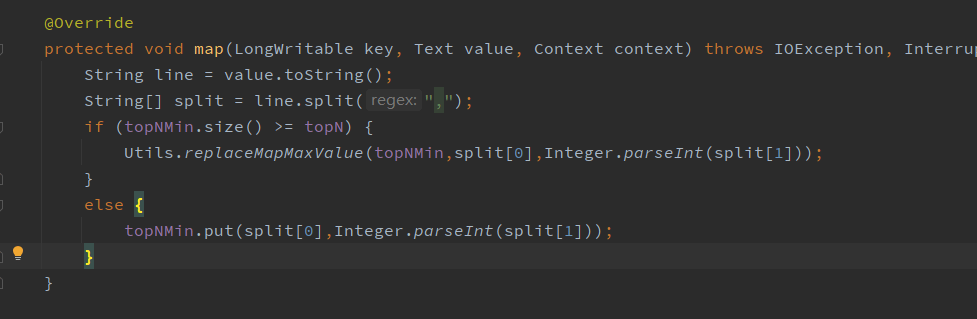 @Override
protected void map(LongWritable key, Text value, Context context) throws IOException, Interrup
String line = value.toString();
String[] split = line.split( regex: ",");
if (topNMin.size() >= topN) {
Utils.replaceMapMaxValue(topNMin,split[0],Integer.parseInt(split[1]));
}
else {
topNMin.put(split[0],Integer.parseInt(split[1]));
}
}